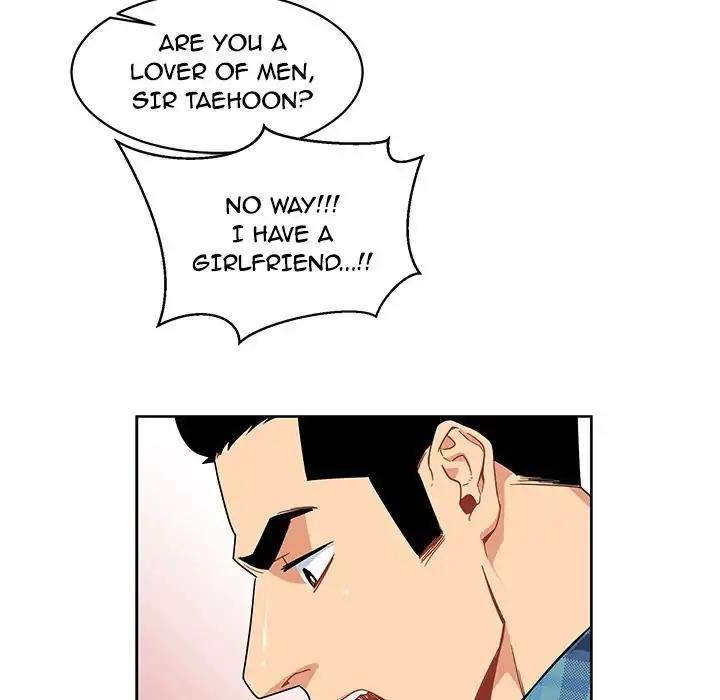 ARE YOU A
LOVER OF MEN,
SIR TAEHOON?
NO WAY!!!
I HAVE A
GIRLFRIEND...!!